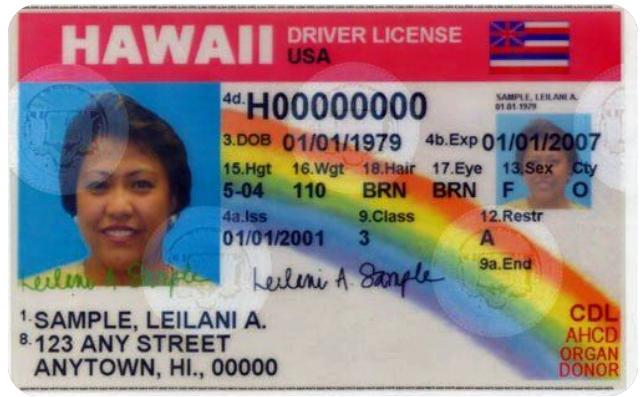 HAWAII DRIVER LICENSE
USA
4d. H00000000
SAMPLE, LEILANI A.
01-01-1979
3.DOB 01/01/1979 4b.Exp 01/01/2007
15.Hgt 16.Wgt 18.Hair 17.Eye 13.Sex Cty
5-04 110 BRN BRN F O
4a.Iss 9.Class 12.Restr
01/01/2001 3 A
9a.End
Leilani A Sample
Leilani A. Sample
1. SAMPLE, LEILANI A.
8. 123 ANY STREET
ANYTOWN, HI., 00000
CDL
AHCD
ORGAN
DONOR